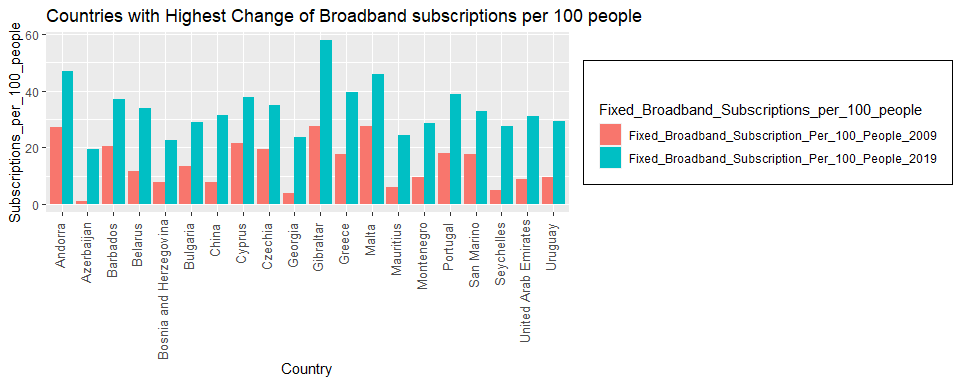 Countries with Highest Change of Broadband subscriptions per 100 people
Subscriptions_per_100_people
60
40
20
0
Andorra
Azerbaijan
Barbados
Belarus
Bosnia and Herzegovina
Bulgaria
China
Cyprus
Czechia
Georgia
Gibraltar
Greece
Malta
Mauritius
Montenegro
Portugal
San Marino
Seychelles
United Arab Emirates
Uruguay
Country
Fixed_Broadband_Subscriptions_per_100_people
Fixed_Broadband_Subscription_Per_100_People_2009
Fixed_Broadband_Subscription_Per_100_People_2019